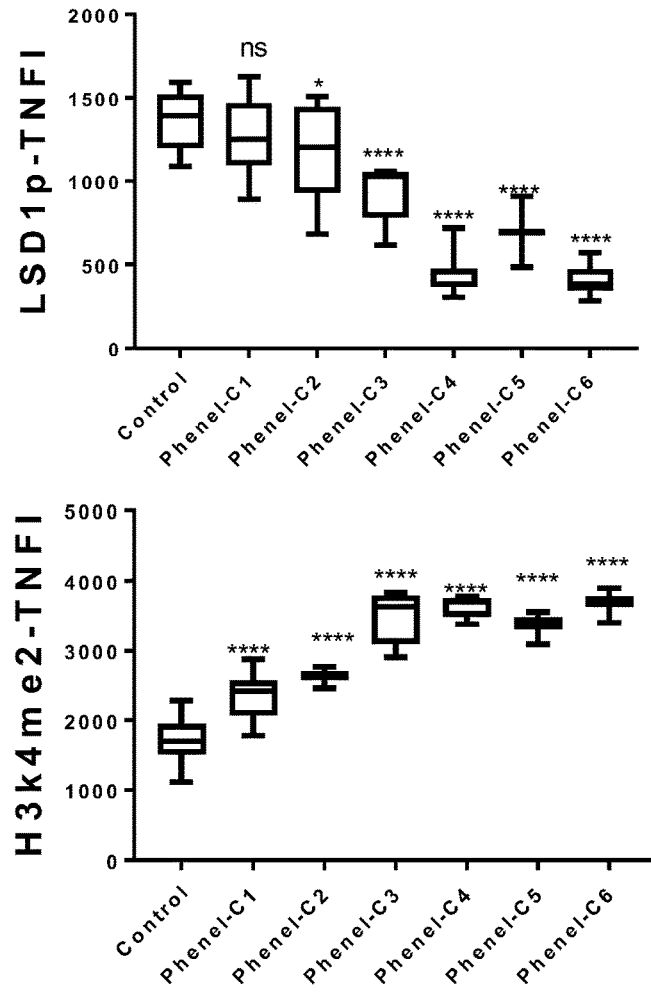 LSD1p-TNFI
2000
1500
1000
500
0
ns
*
****
****
****
****
Control
Phenel-C1
Phenel-C2
Phenel-C3
Phenel-C4
Phenel-C5
Phenel-C6
H3k4me2-TNFI
5000
4000
3000
2000
1000
0
****
****
****
****
****
****
Control
Phenel-C1
Phenel-C2
Phenel-C3
Phenel-C4
Phenel-C5
Phenel-C6